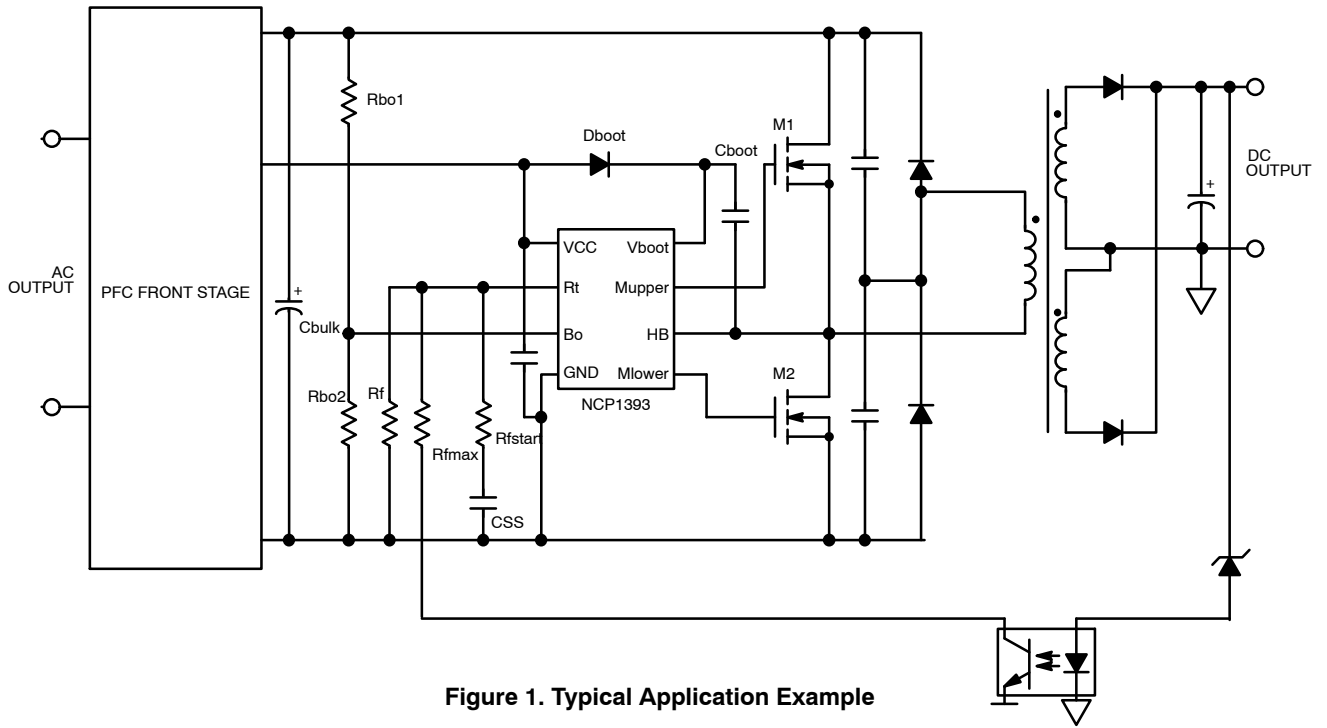 Rbo1
Dboot
M1
Cboot
DC
OUTPUT
VCC
Vboot
AC
OUTPUT
PFC FRONT STAGE
+
Rt
Mupper
+
Cbulk
Bo
HB
GND
Mlower
M2
Rbo2
Rf
NCP1393
Rfstart
Rfmax
CSS
Figure 1. Typical Application Example